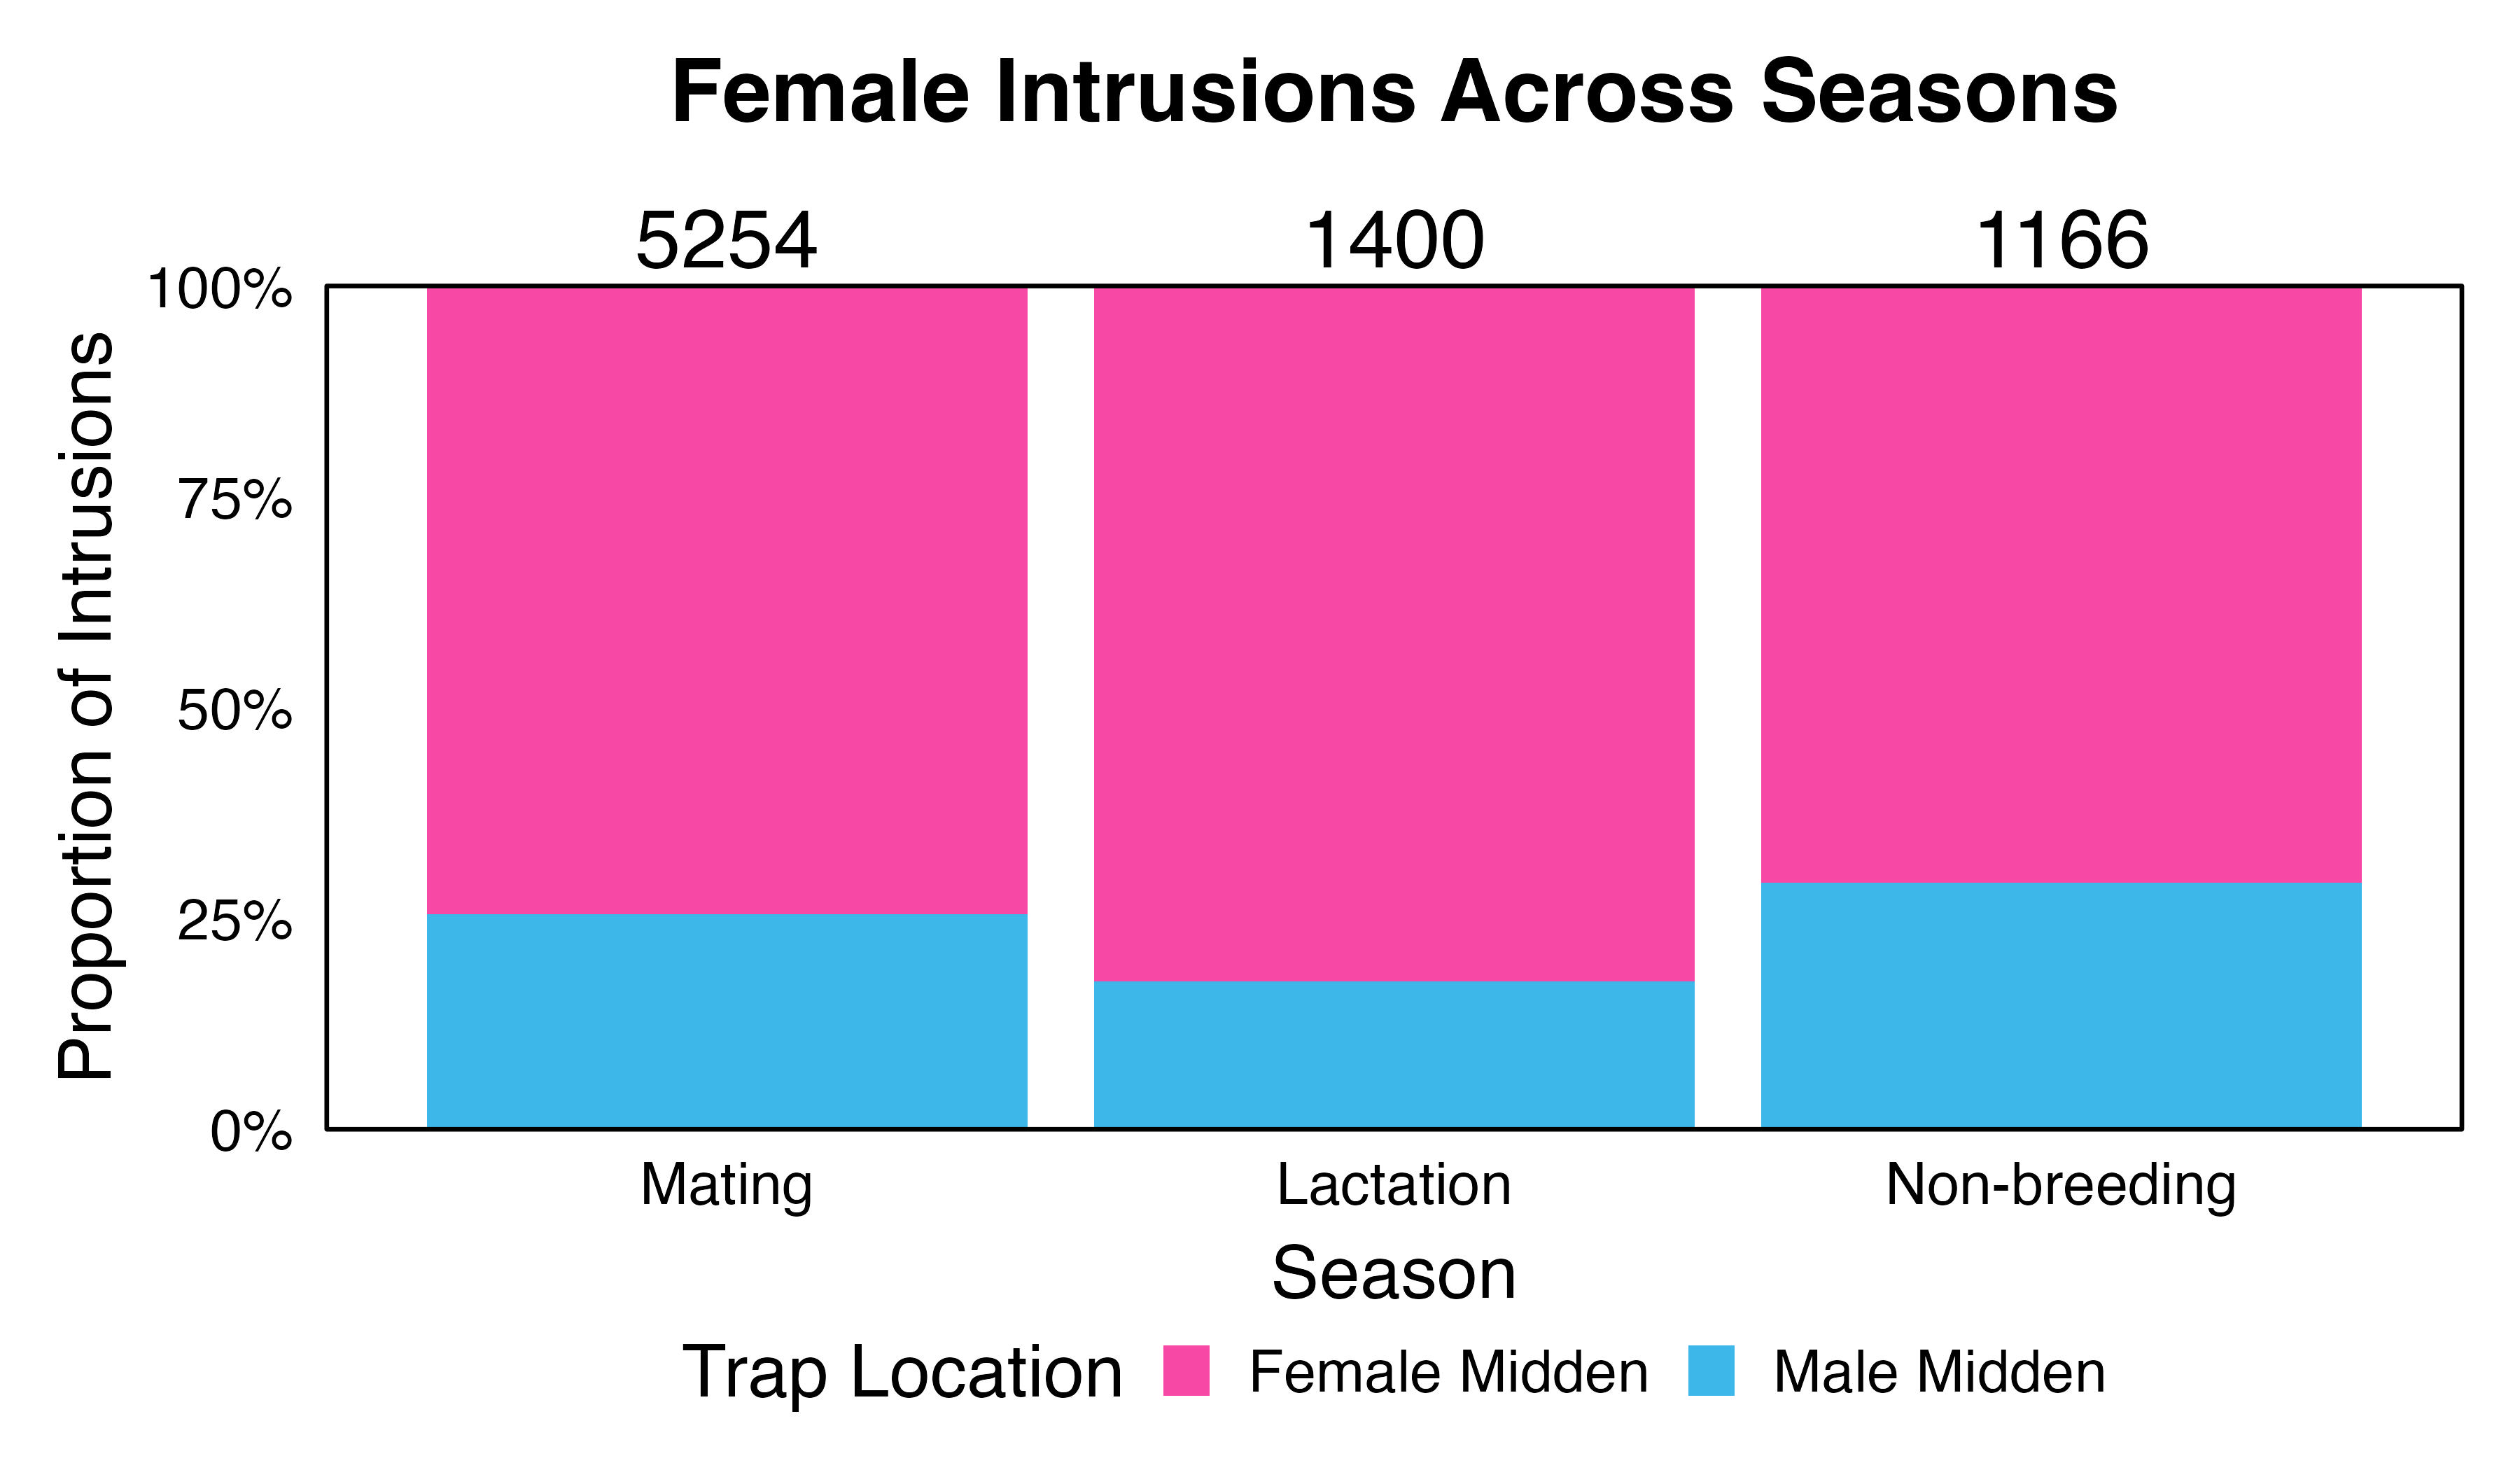 Female Intrusions Across Seasons
5254 1400 1166
Proportion of Intrusions
100%
75%
50%
25%
0%
Mating Lactation Non-breeding
Season
Trap Location Female Midden Male Midden